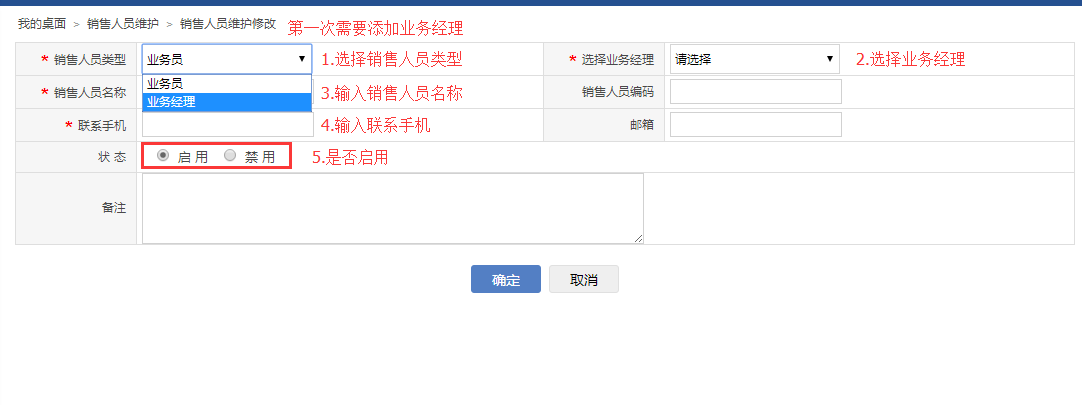 我的桌面 > 销售人员维护 > 销售人员维护修改 第一次需要添加业务经理
* 销售人员类型 业务员 1.选择销售人员类型 * 选择业务经理 请选择 2.选择业务经理
业务员
业务经理
* 销售人员名称 3.输入销售人员名称 销售人员编码
* 联系手机 4.输入联系手机 邮箱
状 态 启 用 禁 用 5.是否启用
备注
确定 取消